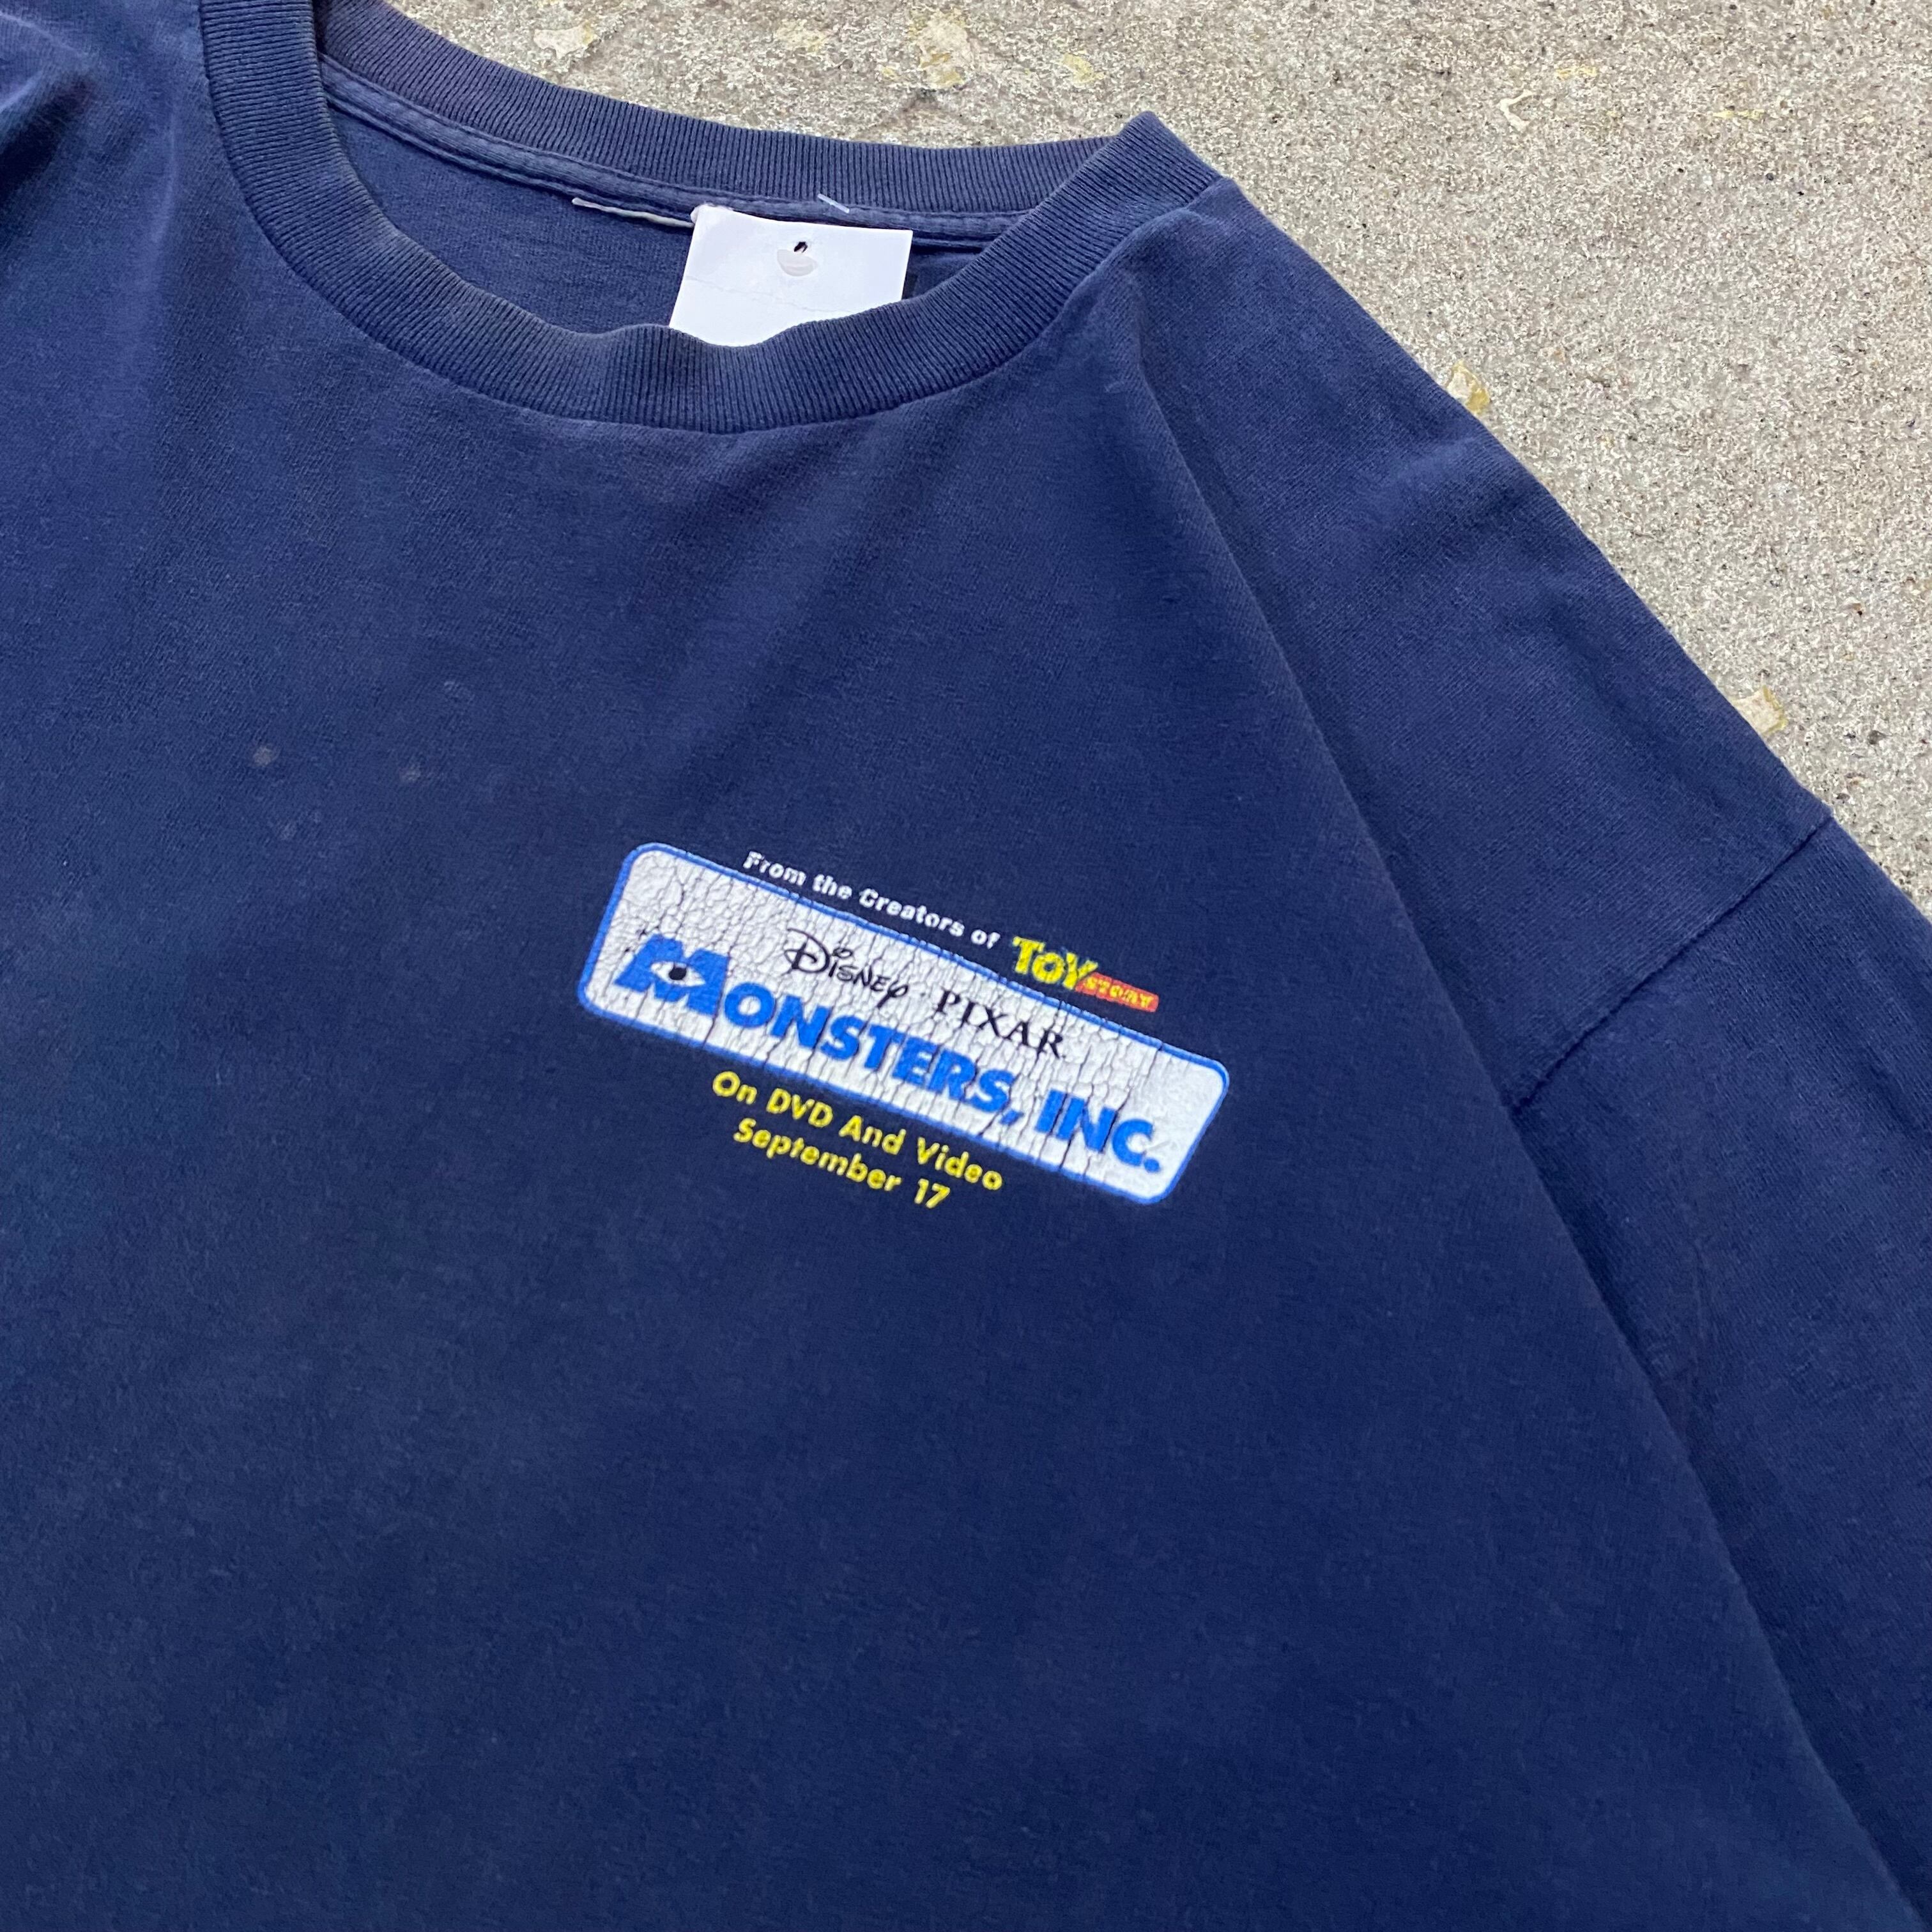 From the Creators of TOY STORY
Disney · PIXAR
MONSTERS, INC.
On DVD And Video
September 17